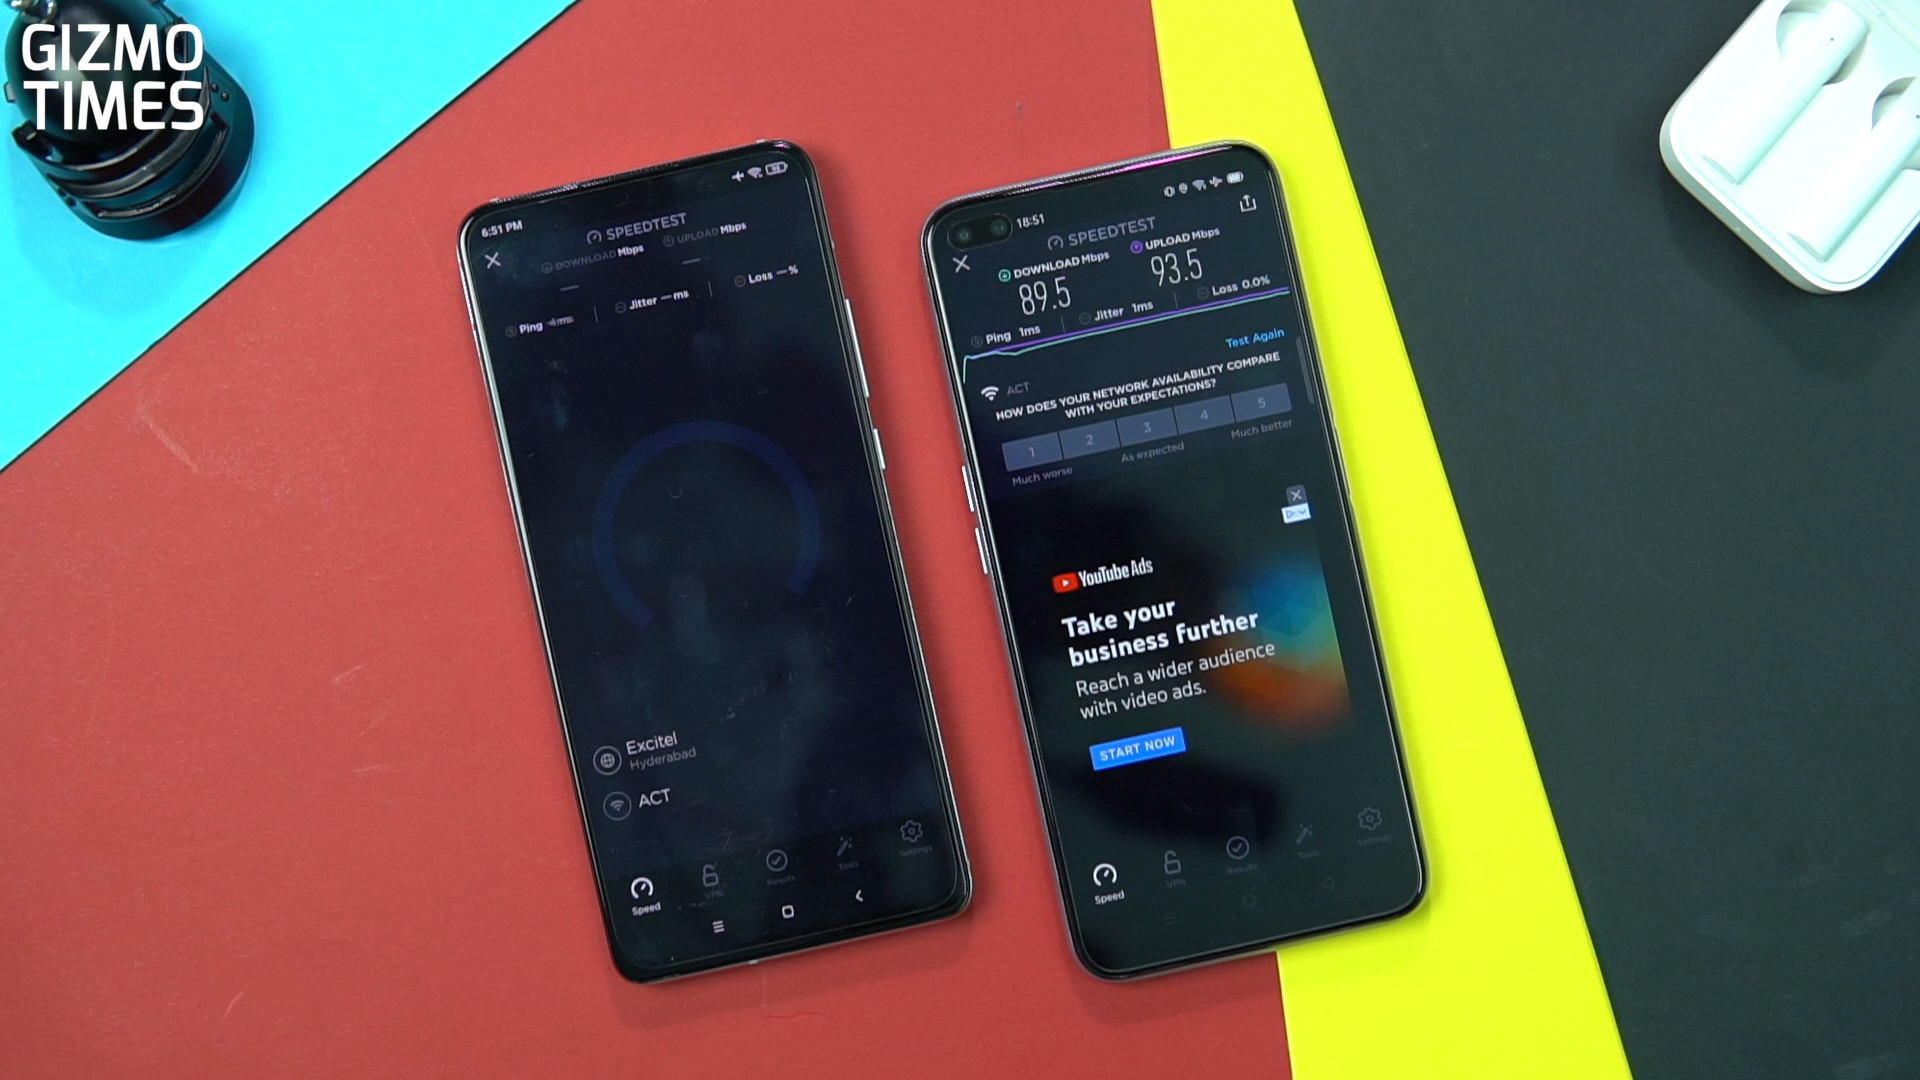 GIZMO
TIMES
6:51 PM
SPEEDTEST
DOWNLOAD Mbps
UPLOAD Mbps
Ping
Jitter — ms
Loss — %
Excitel
Hyderabad
ACT
Speed
VPN
Results
Tools
Settings
18:51
SPEEDTEST
DOWNLOAD Mbps
UPLOAD Mbps
89.5
93.5
Ping 1ms
Jitter 1ms
Loss 0.0%
Test Again
ACT
HOW DOES YOUR NETWORK AVAILABILITY COMPARE
WITH YOUR EXPECTATIONS?
1 2 3 4 5
Much worse
As expected
Much better
YouTube Ads
Take your
business further
Reach a wider audience
with video ads.
START NOW
Speed
VPN
Results
Tools
Settings